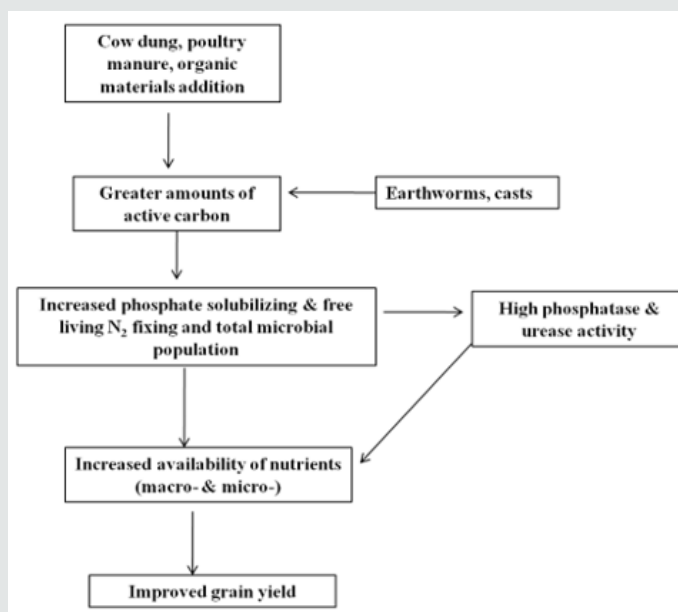 Cow dung, poultry
manure, organic
materials addition
Greater amounts of
active carbon
Earthworms, casts
Increased phosphate solubilizing & free
living N₂ fixing and total microbial
population
High phosphatase &
urease activity
Increased availability of nutrients
(macro- & micro-)
Improved grain yield